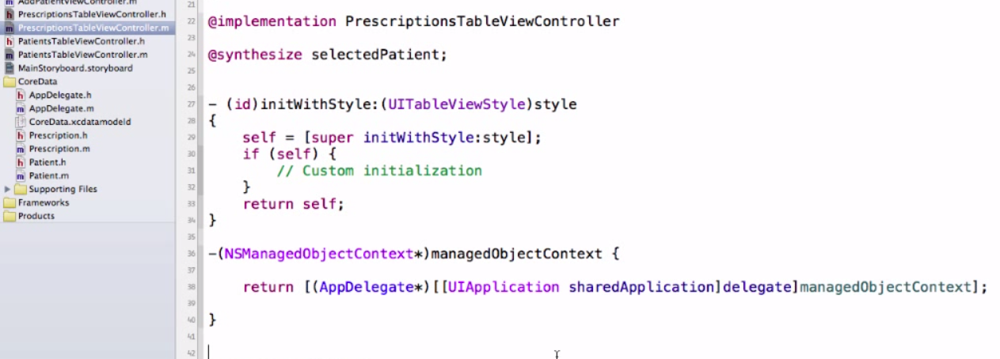 AddPatientViewController.m
PrescriptionsTableViewController.h
PrescriptionsTableViewController.m
PatientsTableViewController.h
PatientsTableViewController.m
MainStoryboard.storyboard
CoreData
AppDelegate.h
AppDelegate.m
CoreData.xcdatamodeld
Prescription.h
Prescription.m
Patient.h
Patient.m
Supporting Files
Frameworks
Products
21
22 @implementation PrescriptionsTableViewController
23
24 @synthesize selectedPatient;
25
26
27 - (id)initWithStyle:(UITableViewStyle)style
28 {
29 self = [super initWithStyle:style];
30 if (self) {
31 // Custom initialization
32 }
33 return self;
34 }
35
36 -(NSManagedObjectContext*)managedObjectContext {
37
38 return [(AppDelegate*)[[UIApplication sharedApplication]delegate]managedObjectContext];
39
40 }
41
42